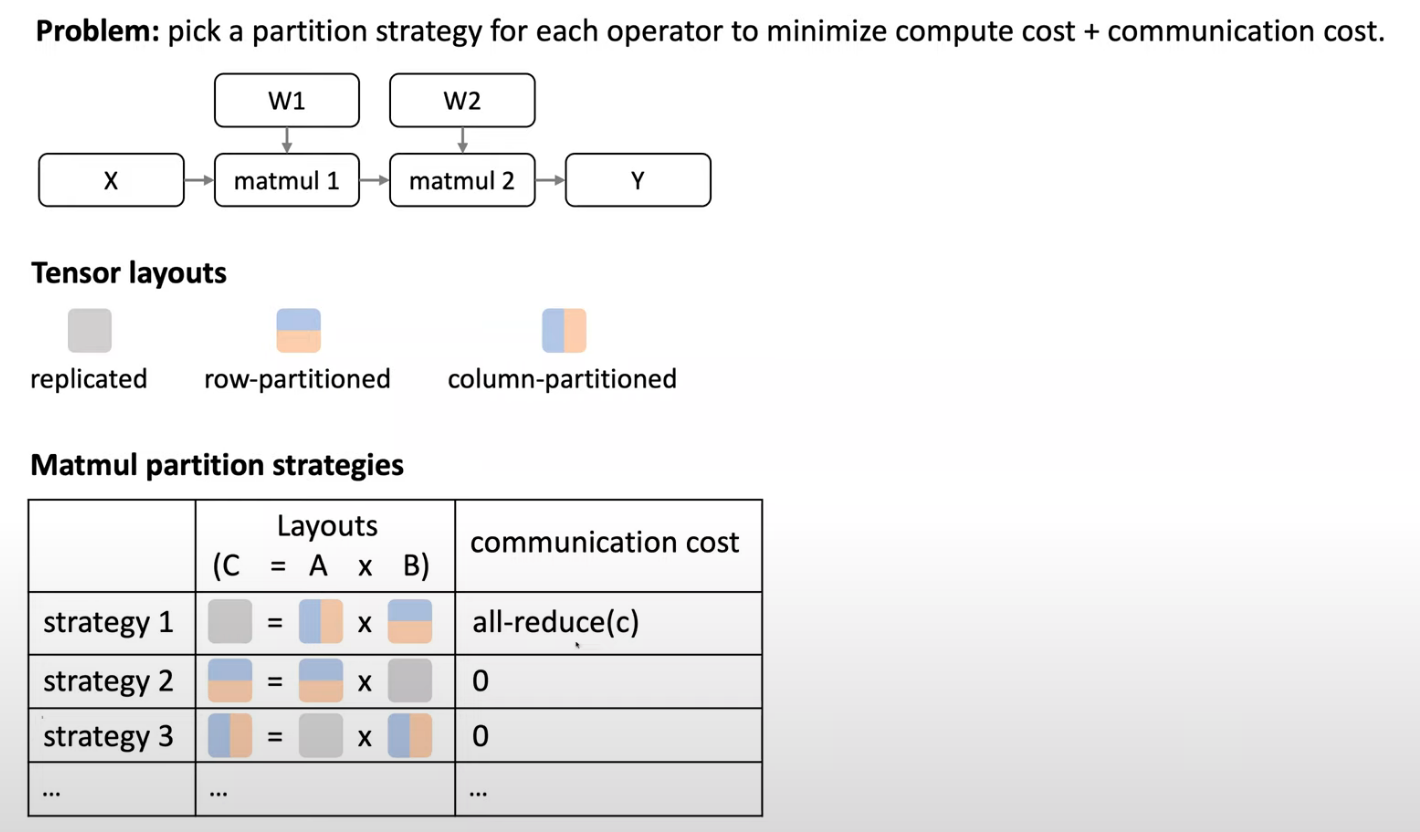 Problem: pick a partition strategy for each operator to minimize compute cost + communication cost.
W1 W2
X matmul 1 matmul 2 Y
Tensor layouts
replicated row-partitioned column-partitioned
Matmul partition strategies
Layouts
(C = A x B) communication cost
strategy 1 = x all-reduce(c)
strategy 2 = x 0
strategy 3 = x 0
... ... ...